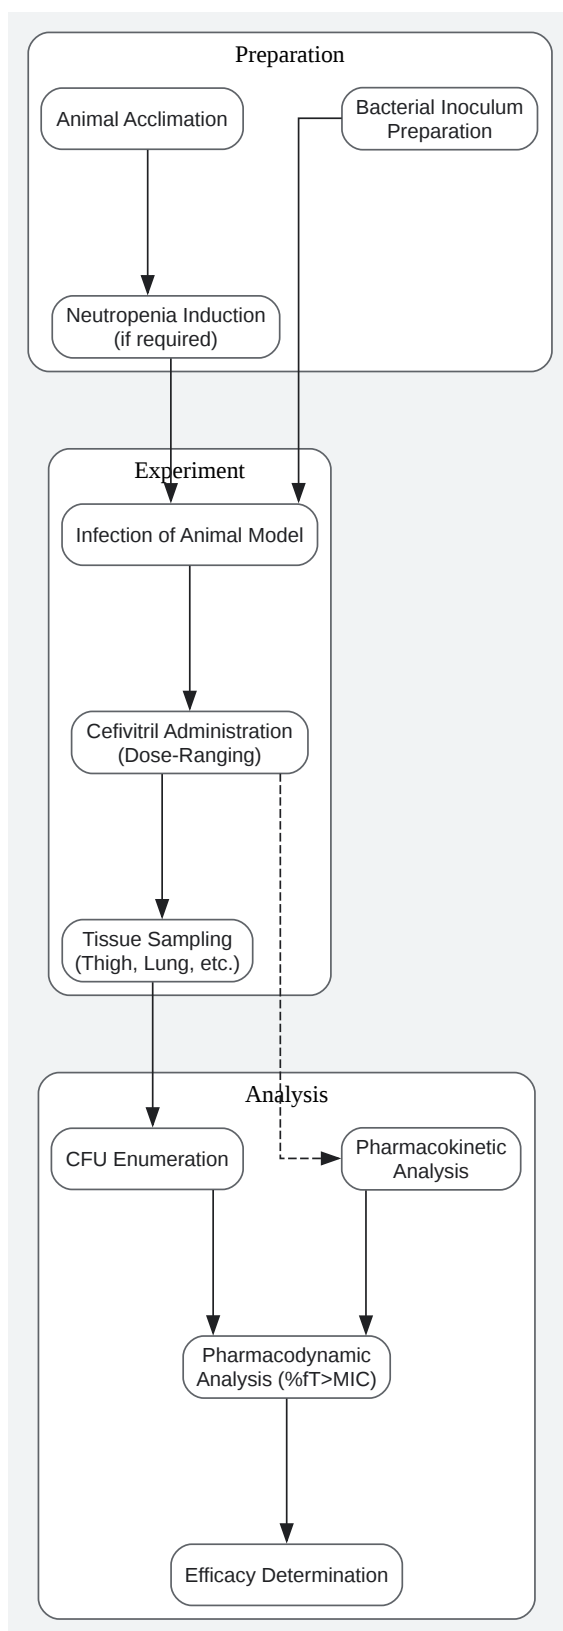 Preparation
Animal Acclimation
Bacterial Inoculum
Preparation
Neutropenia Induction
(if required)
Experiment
Infection of Animal Model
Cefivitril Administration
(Dose-Ranging)
Tissue Sampling
(Thigh, Lung, etc.)
Analysis
CFU Enumeration
Pharmacokinetic
Analysis
Pharmacodynamic
Analysis (%fT>MIC)
Efficacy Determination